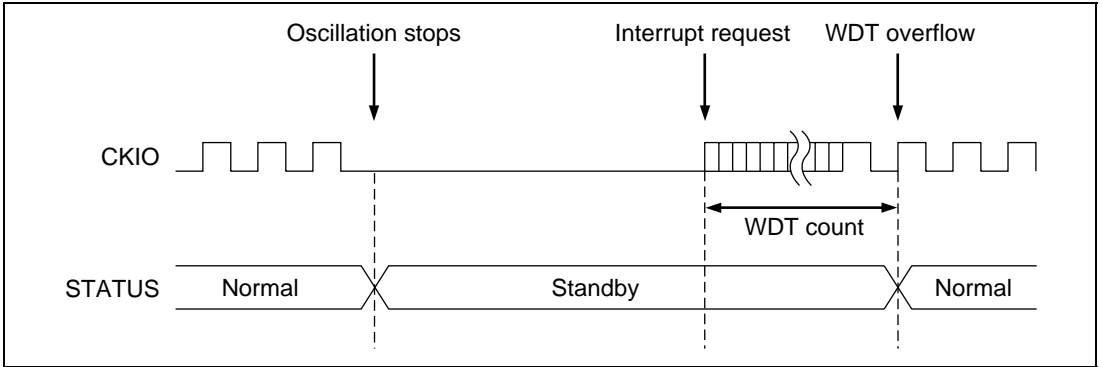 Oscillation stops Interrupt request WDT overflow
CKIO
WDT count
STATUS Normal Standby Normal